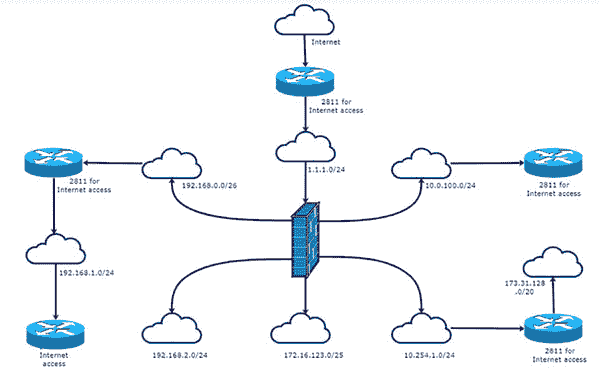 Internet
2811 for
Internet access
1.1.1.0/24
2811 for
Internet access
192.168.0.0/26
10.0.100.0/24
2811 for
Internet access
192.168.1.0/24
173.31.128
.0/20
Internet
access
192.168.2.0/24
172.16.123.0/25
10.254.1.0/24
2811 for
Internet access